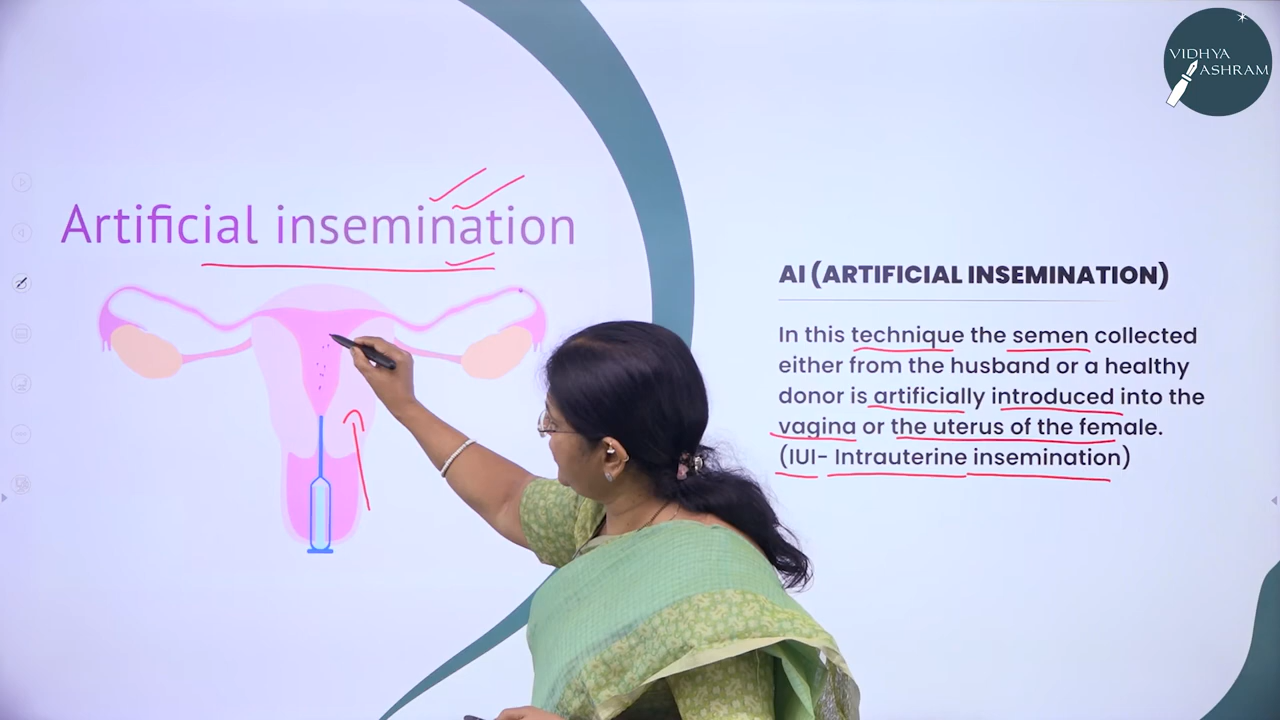 VIDHYA
ASHRAM
Artificial insemination
AI (ARTIFICIAL INSEMINATION)
In this technique the semen collected
either from the husband or a healthy
donor is artificially introduced into the
vagina or the uterus of the female.
(IUI- Intrauterine insemination)